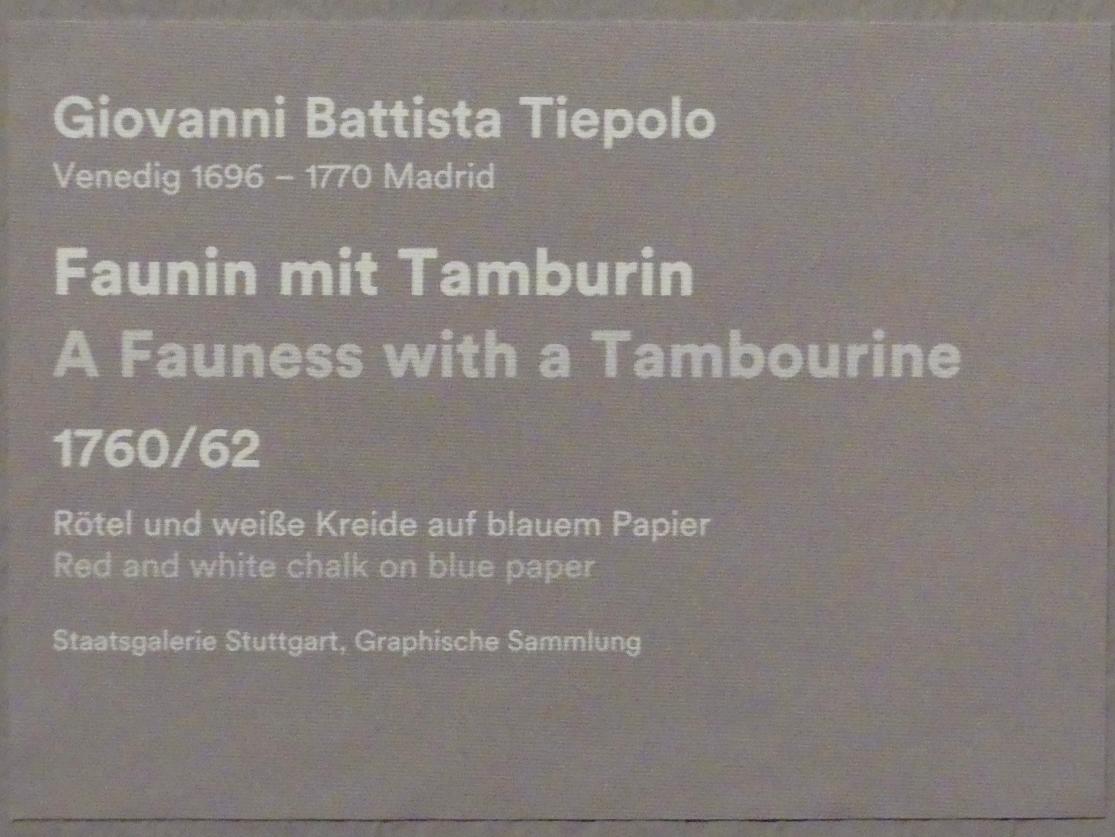 Giovanni Battista Tiepolo
Venedig 1696 – 1770 Madrid
Faunin mit Tamburin
A Fauness with a Tambourine
1760/62
Rötel und weiße Kreide auf blauem Papier
Red and white chalk on blue paper
Staatsgalerie Stuttgart, Graphische Sammlung